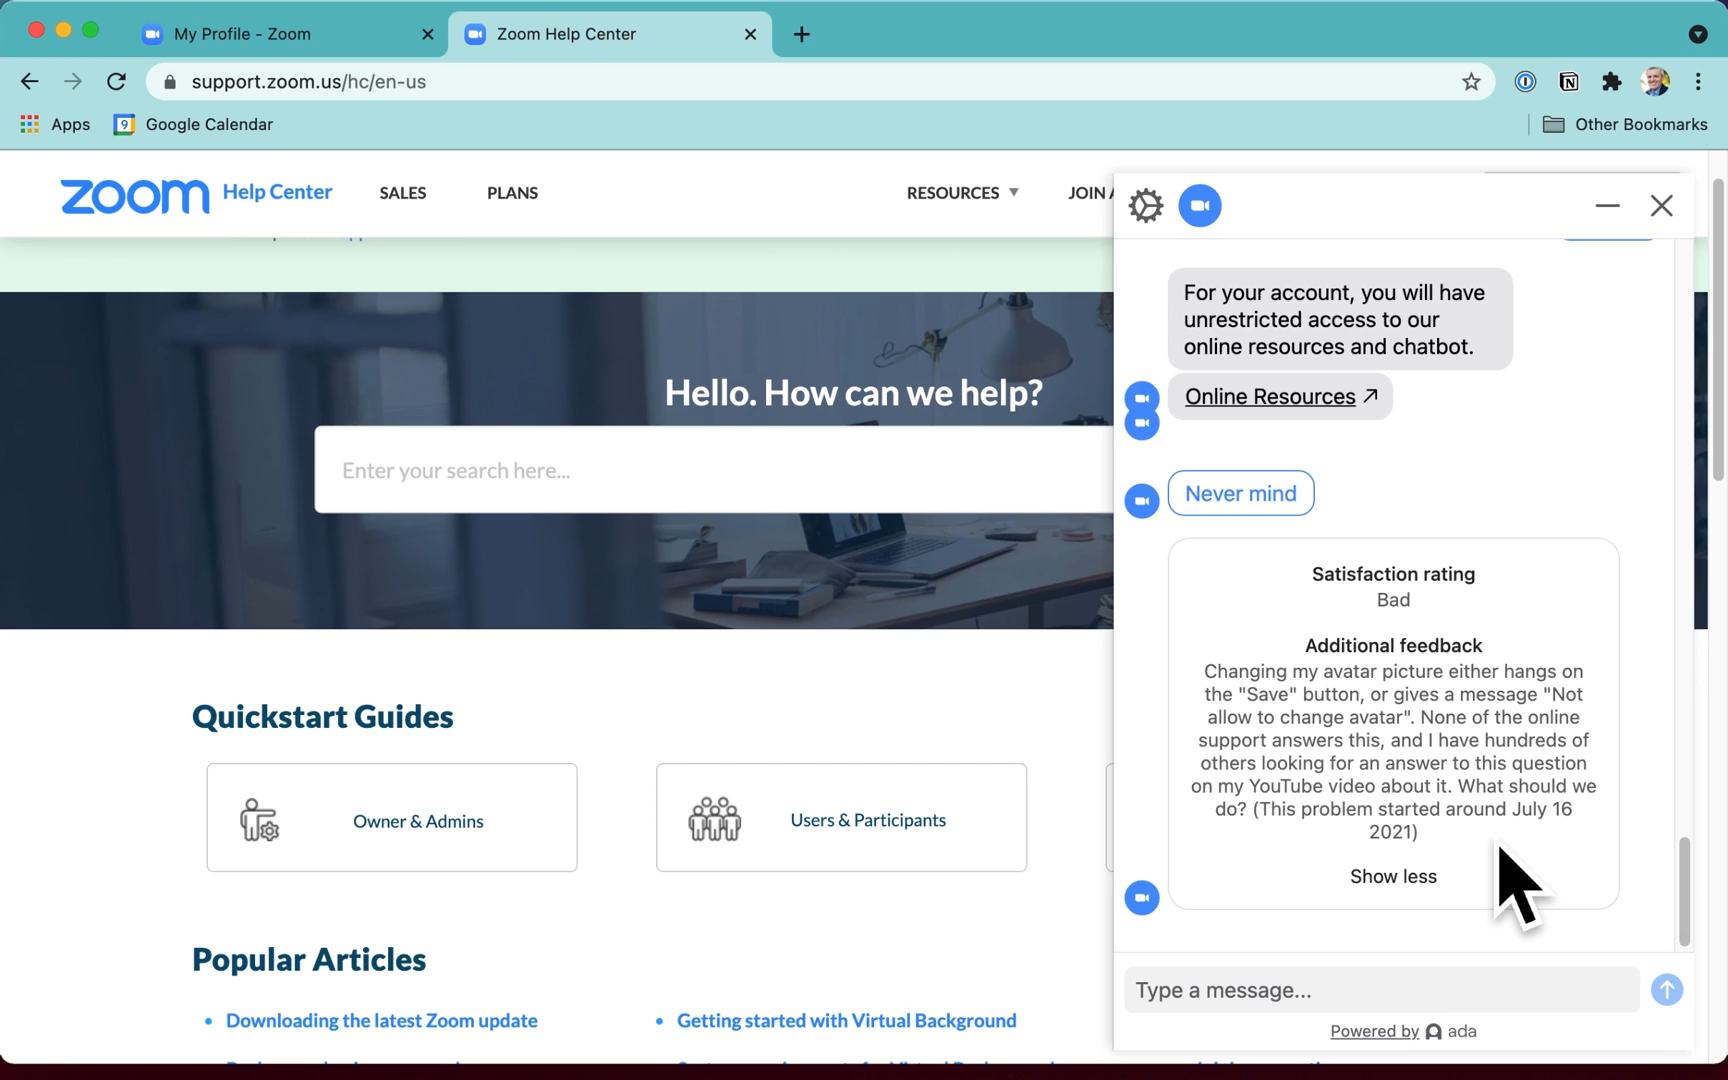 My Profile - Zoom
Zoom Help Center
support.zoom.us/hc/en-us
Apps
9
Google Calendar
Other Bookmarks
zoom Help Center
SALES
PLANS
RESOURCES
JOIN A
For your account, you will have
unrestricted access to our
online resources and chatbot.
Online Resources
Never mind
Hello. How can we help?
Enter your search here...
Satisfaction rating
Bad
Additional feedback
Changing my avatar picture either hangs on
the "Save" button, or gives a message "Not
allow to change avatar". None of the online
support answers this, and I have hundreds of
others looking for an answer to this question
on my YouTube video about it. What should we
do? (This problem started around July 16
2021)
Show less
Quickstart Guides
Owner & Admins
Users & Participants
Popular Articles
Downloading the latest Zoom update
Getting started with Virtual Background
Type a message...
Powered by ada